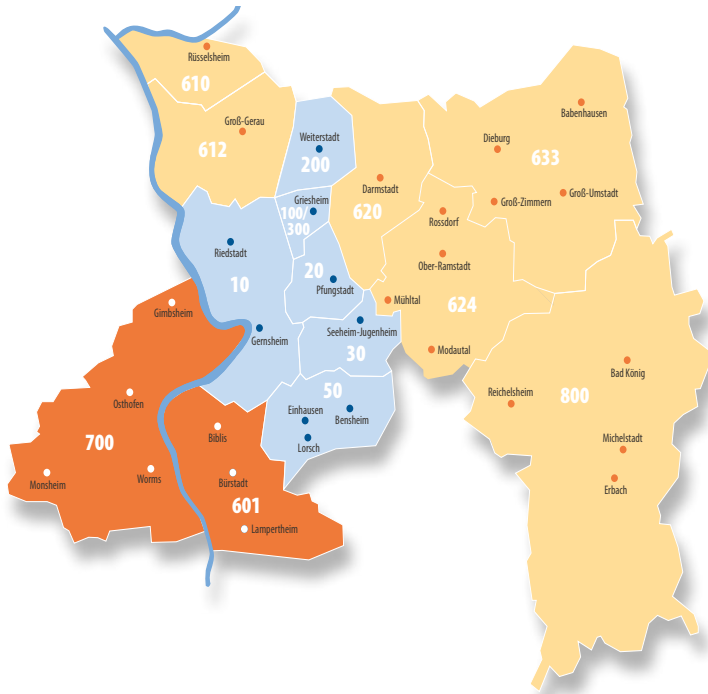 Rüsselsheim
610
Groß-Gerau
612
Weiterstadt
200
Babenhausen
Dieburg
633
Groß-Umstadt
Groß-Zimmern
Darmstadt
620
Griesheim
100/
300
Rossdorf
Riedstadt
10
20
Pfungstadt
Ober-Ramstadt
Mühltal
624
Gimbsheim
Gernsheim
Seeheim-Jugenheim
30
Modautal
Bad König
Reichelsheim
800
Osthofen
50
Einhausen
Bensheim
Lorsch
Biblis
700
Michelstadt
Monsheim
Worms
Bürstadt
Erbach
601
Lampertheim